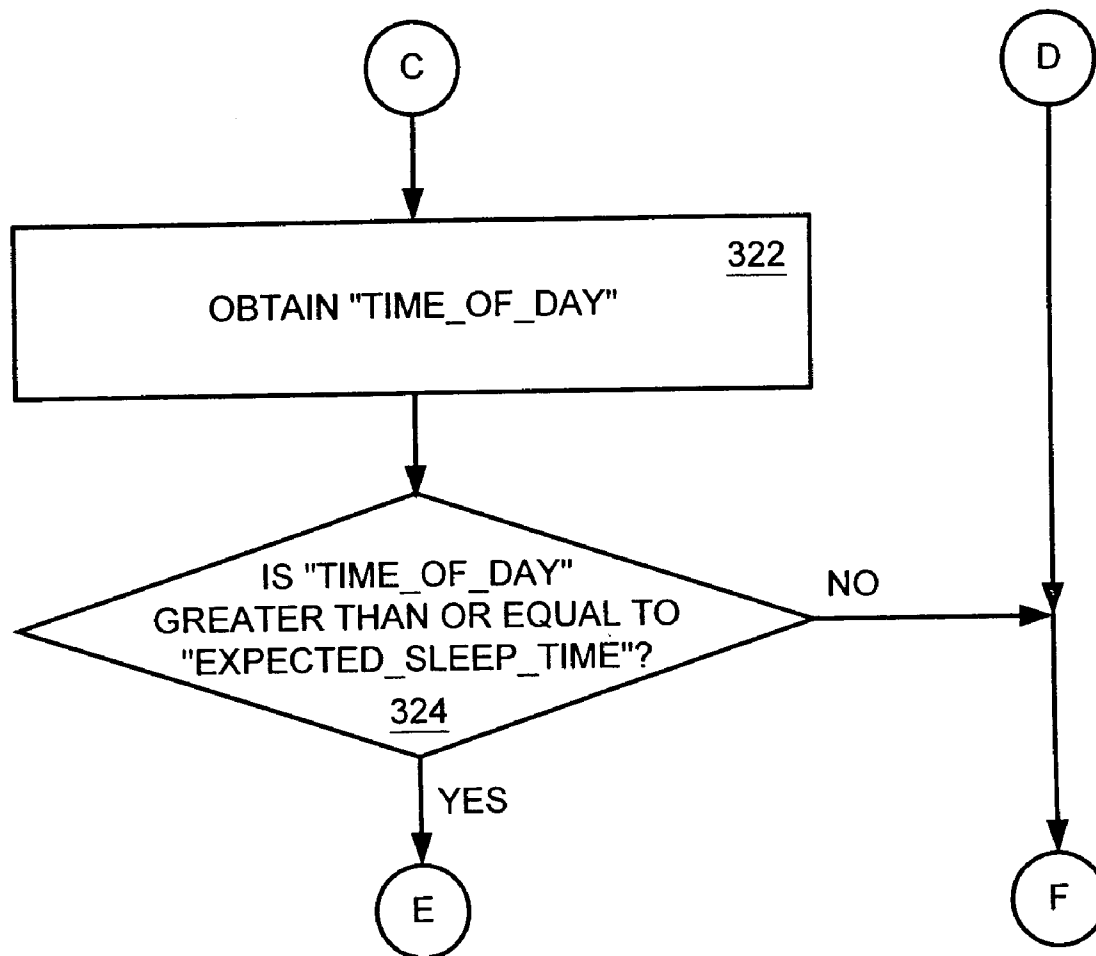 C
D
322
OBTAIN "TIME_OF_DAY"
IS "TIME_OF_DAY"
GREATER THAN OR EQUAL TO
"EXPECTED_SLEEP_TIME"?
324
NO
YES
E
F